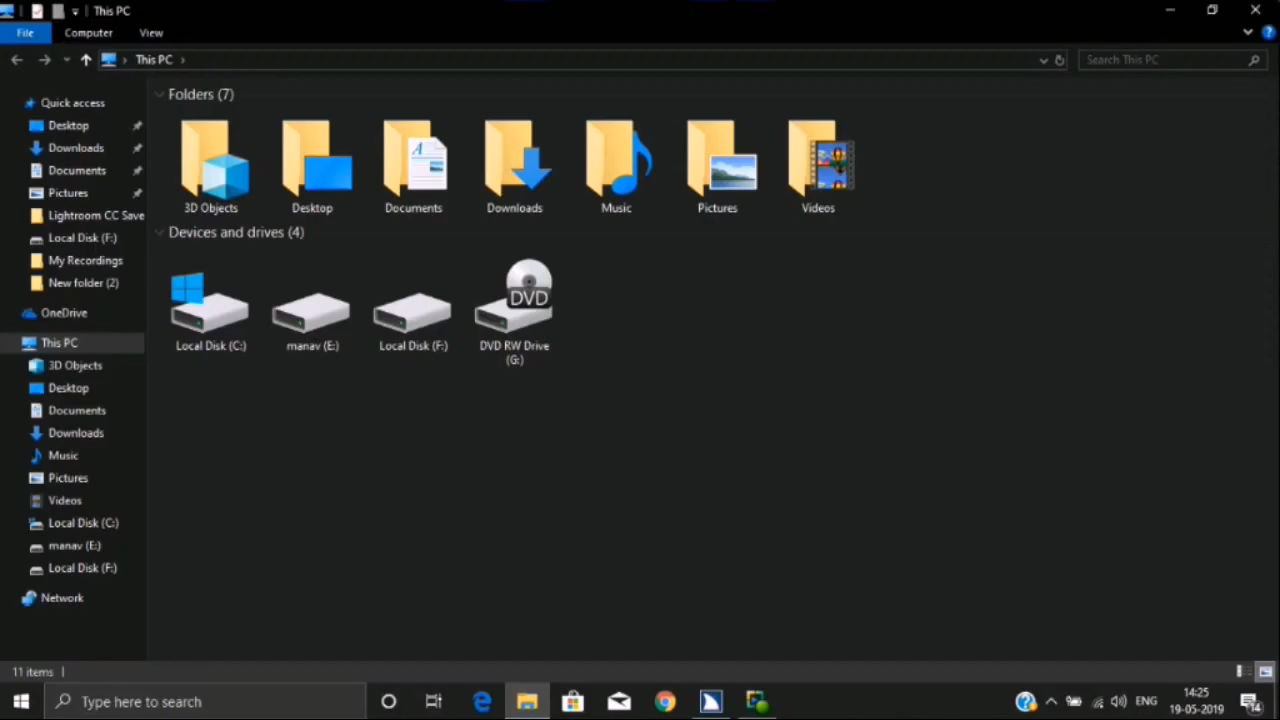 This PC
File Computer View
This PC
Search This PC
Quick access
Desktop
Downloads
Documents
Pictures
Lightroom CC Save
Local Disk (F:)
My Recordings
New folder (2)
OneDrive
This PC
3D Objects
Desktop
Documents
Downloads
Music
Pictures
Videos
Local Disk (C:)
manav (E:)
Local Disk (F:)
Network
Folders (7)
3D Objects Desktop Documents Downloads Music Pictures Videos
Devices and drives (4)
DVD
Local Disk (C:) manav (E:) Local Disk (F:) DVD RW Drive
(G:)
11 items
Type here to search
ENG
14:25
19-05-2019
14